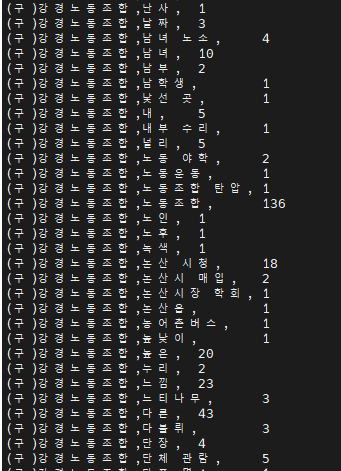 (구 )강경노동조합,난사, 1
(구 )강경노동조합,날짜, 3
(구 )강경노동조합,남녀 노소, 4
(구 )강경노동조합,남녀, 10
(구 )강경노동조합,남부, 2
(구 )강경노동조합,남학생, 1
(구 )강경노동조합,낯선 곳, 1
(구 )강경노동조합,내, 5
(구 )강경노동조합,내부 수리, 1
(구 )강경노동조합,널리, 5
(구 )강경노동조합,노동 야학, 2
(구 )강경노동조합,노동운동, 1
(구 )강경노동조합,노동조합 탄압, 1
(구 )강경노동조합,노동조합, 136
(구 )강경노동조합,노인, 1
(구 )강경노동조합,노후, 1
(구 )강경노동조합,녹색, 1
(구 )강경노동조합,논산 시청, 18
(구 )강경노동조합,논산시 매입, 2
(구 )강경노동조합,논산시장 학회, 1
(구 )강경노동조합,논산읍, 1
(구 )강경노동조합,농어촌버스, 1
(구 )강경노동조합,높낮이, 1
(구 )강경노동조합,높은, 20
(구 )강경노동조합,누리, 2
(구 )강경노동조합,느낌, 23
(구 )강경노동조합,느티나무, 3
(구 )강경노동조합,다른, 43
(구 )강경노동조합,다블뤼, 3
(구 )강경노동조합,단장, 4
(구 )강경노동조합,단체 관람, 5